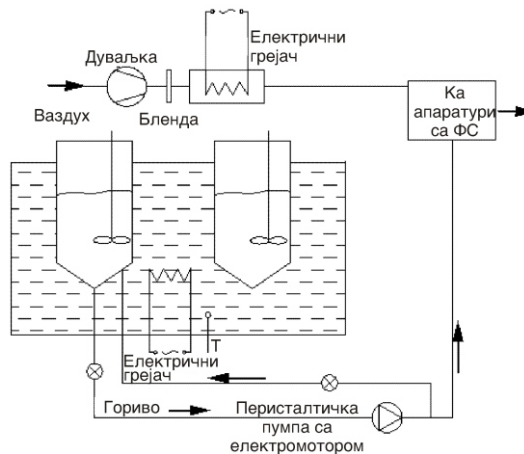 Електрични
грејач
Дуваљка
Ка
апаратури
са ФС
Ваздух
Бленда
Т
Електрични
грејач
Гориво
Перисталтичка
пумпа са
електромотором